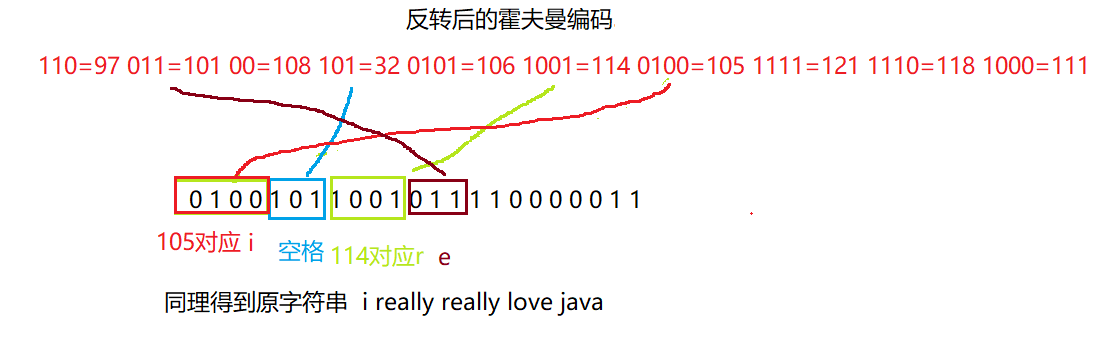 反转后的霍夫曼编码
110=97 011=101 00=108 101=32 0101=106 1001=114 0100=105 1111=121 1110=118 1000=111
0 1 0 0 1 0 1 1 0 0 1 0 1 1 1 1 0 0 0 0 0 1 1
105对应 i 空格 114对应r e
同理得到原字符串 i really really love java